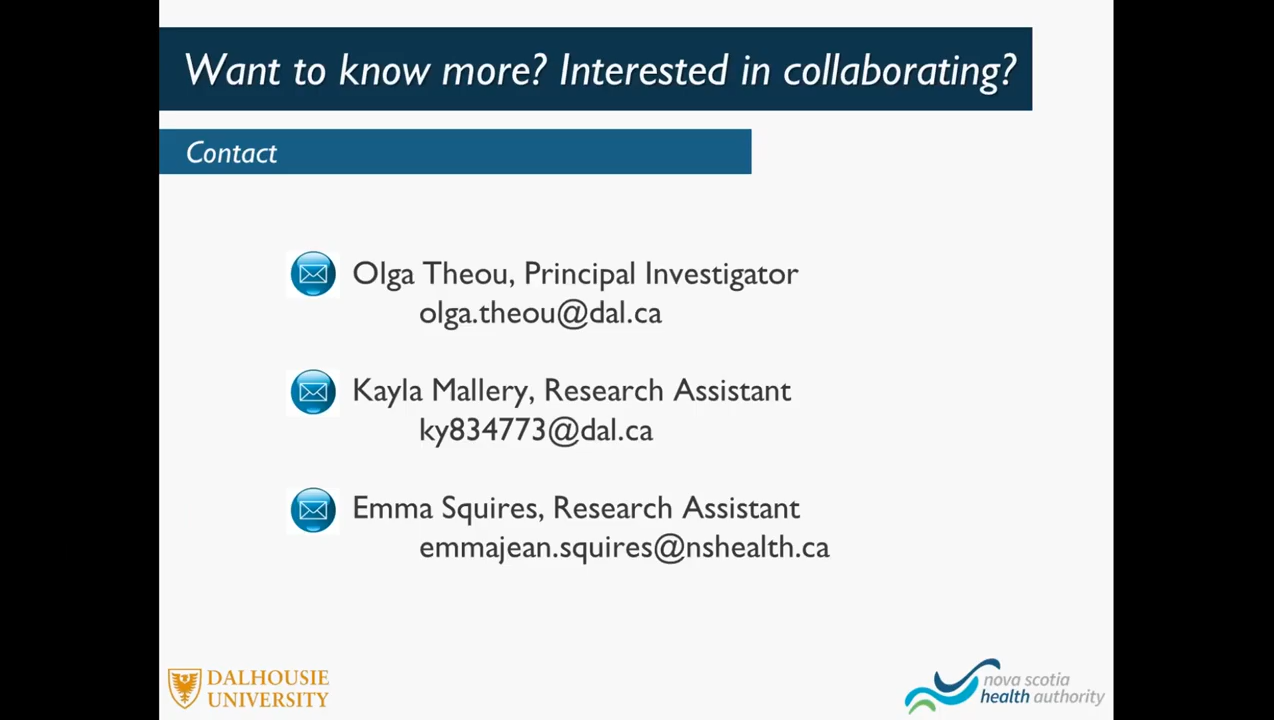 Want to know more? Interested in collaborating?
Contact
Olga Theou, Principal Investigator
olga.theou@dal.ca
Kayla Mallery, Research Assistant
ky834773@dal.ca
Emma Squires, Research Assistant
emmajean.squires@nshealth.ca
DALHOUSIE
UNIVERSITY
nova scotia
health authority